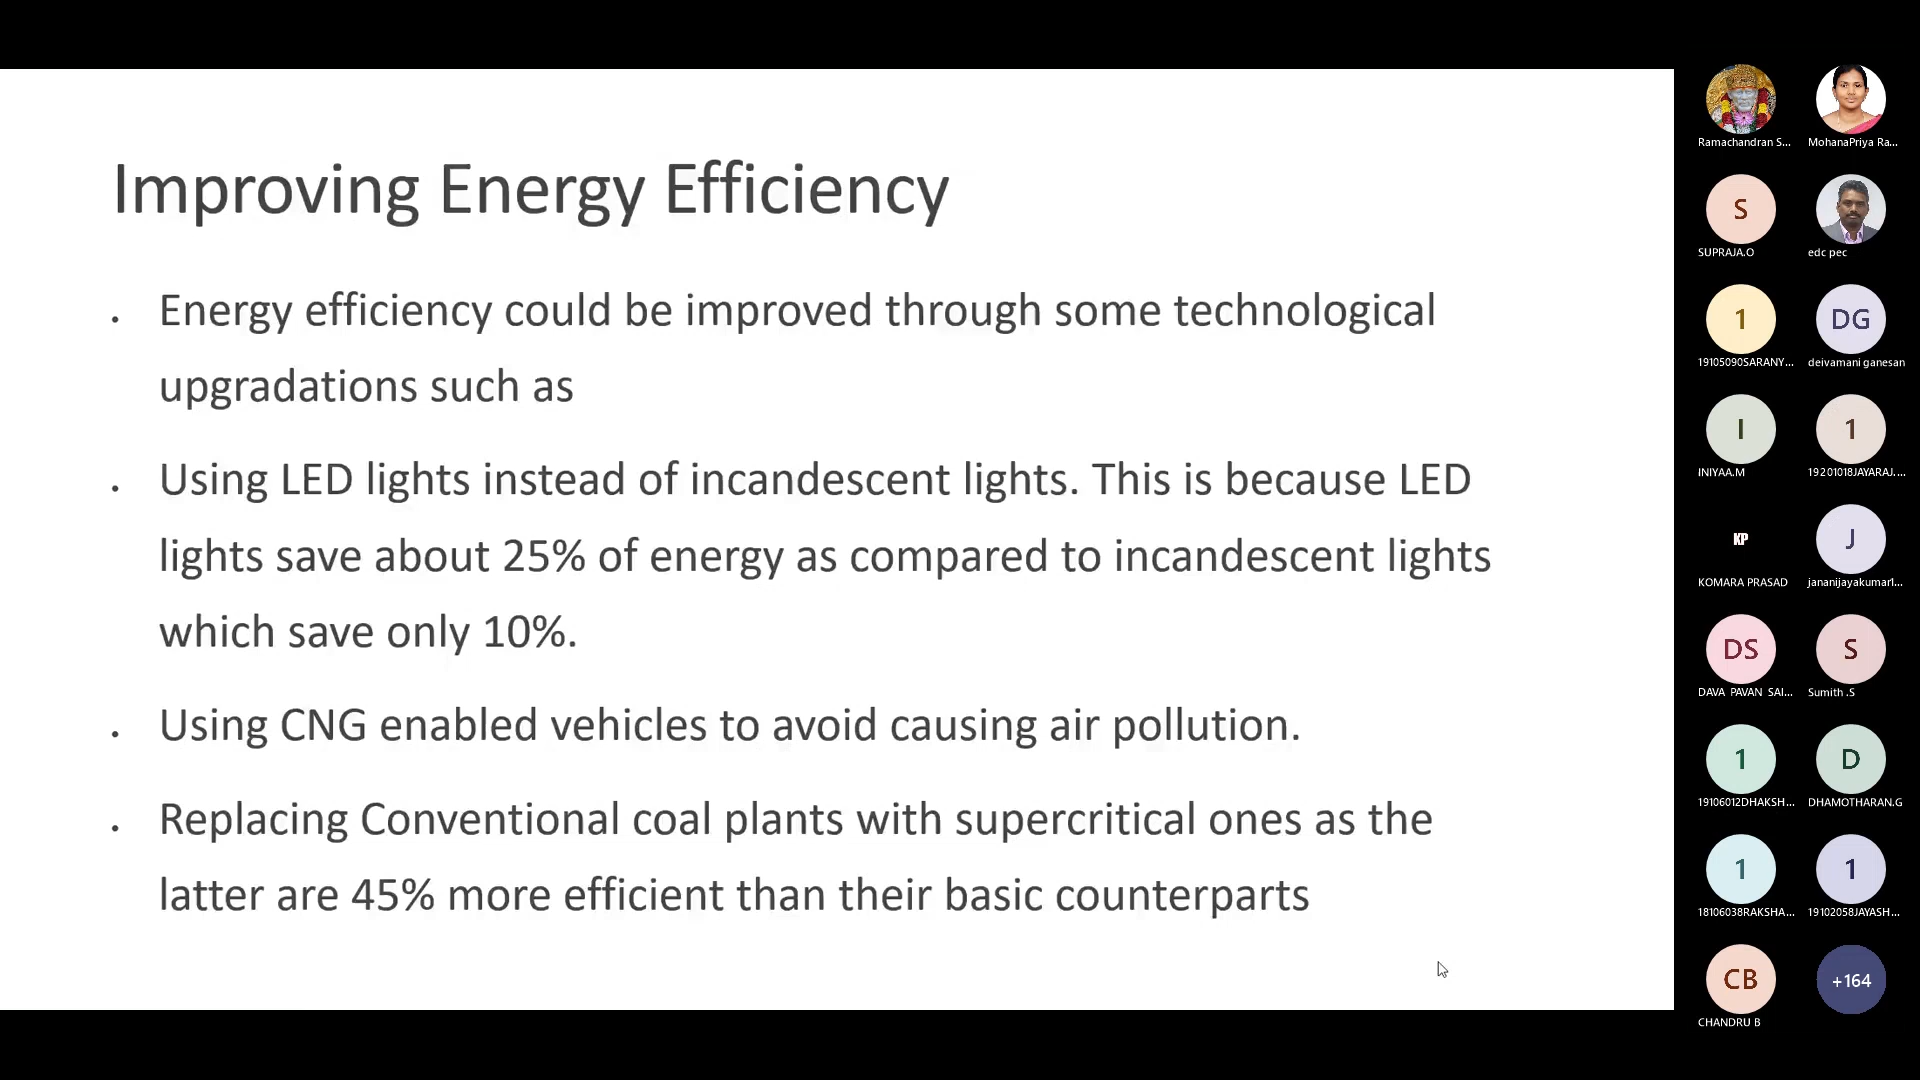 Improving Energy Efficiency
• Energy efficiency could be improved through some technological
upgradations such as
• Using LED lights instead of incandescent lights. This is because LED
lights save about 25% of energy as compared to incandescent lights
which save only 10%.
• Using CNG enabled vehicles to avoid causing air pollution.
• Replacing Conventional coal plants with supercritical ones as the
latter are 45% more efficient than their basic counterparts
Ramachandran S...
MohanaPriya Ra...
S
SUPRAJA.O
edc pec
1
19105090SARANY...
DG
deivamani ganesan
I
INIYAA.M
1
19201018JAYARAJ....
KP
KOMARA PRASAD
J
jananijayakumarl...
DS
DAVA PAVAN SAI...
S
Sumith .S
1
19106012DHAKSH...
D
DHAMOTHARAN.G
1
18106038RAKSHA...
1
19102058JAYASH...
CB
CHANDRU B
+164